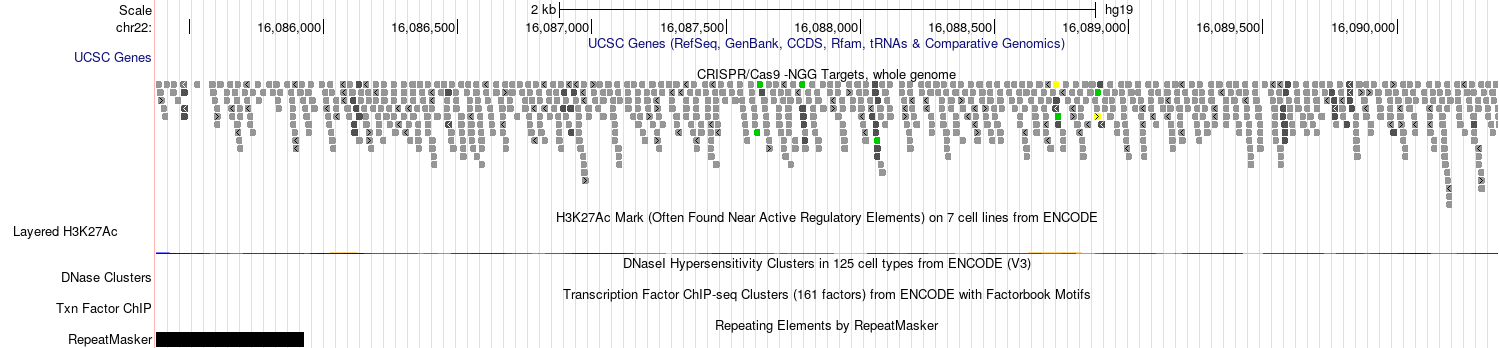 Scale 2 kb hg19
chr22: 16,086,000 16,086,500 16,087,000 16,087,500 16,088,000 16,088,500 16,089,000 16,089,500 16,090,000
UCSC Genes (RefSeq, GenBank, CCDS, Rfam, tRNAs & Comparative Genomics)
UCSC Genes
CRISPR/Cas9 -NGG Targets, whole genome
H3K27Ac Mark (Often Found Near Active Regulatory Elements) on 7 cell lines from ENCODE
Layered H3K27Ac
DNaseI Hypersensitivity Clusters in 125 cell types from ENCODE (V3)
DNase Clusters
Transcription Factor ChIP-seq Clusters (161 factors) from ENCODE with Factorbook Motifs
Txn Factor ChIP
Repeating Elements by RepeatMasker
RepeatMasker